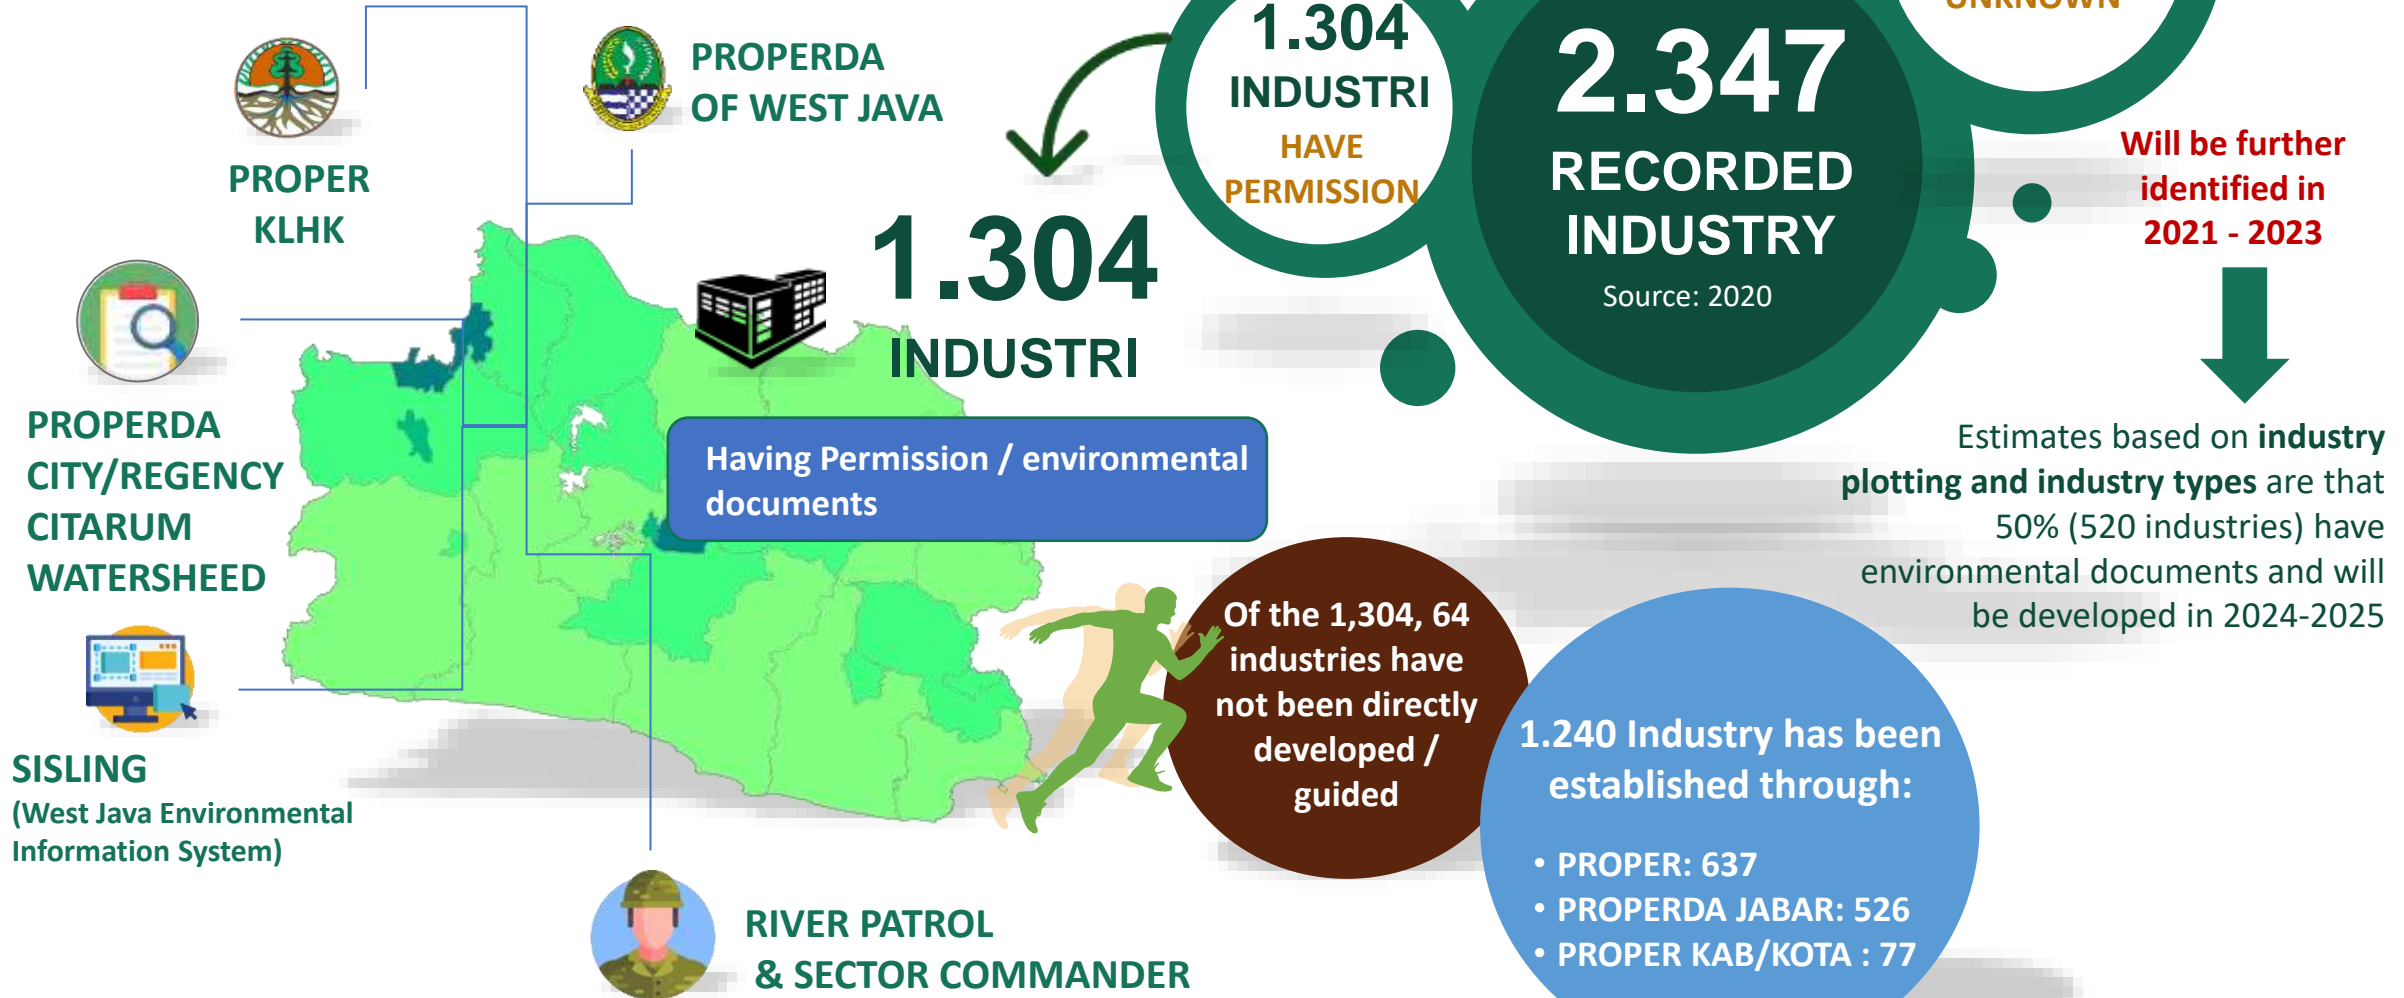 PROPERDA
OF WEST JAVA
PROPER
KLHK
PROPERDA
CITY/REGENCY
CITARUM
WATERSHEED
SISLING
(West Java Environmental
Information System)
RIVER PATROL
& SECTOR COMMANDER
1.304
INDUSTRI
Having Permission / environmental
documents
1.304
INDUSTRI
HAVE
PERMISSION
2.347
RECORDED
INDUSTRY
Source: 2020
UNKNOWN
Will be further
identified in
2021 - 2023
Estimates based on industry
plotting and industry types are that
50% (520 industries) have
environmental documents and will
be developed in 2024-2025
Of the 1,304, 64
industries have
not been directly
developed /
guided
1.240 Industry has been
established through:
• PROPER: 637
• PROPERDA JABAR: 526
• PROPER KAB/KOTA : 77